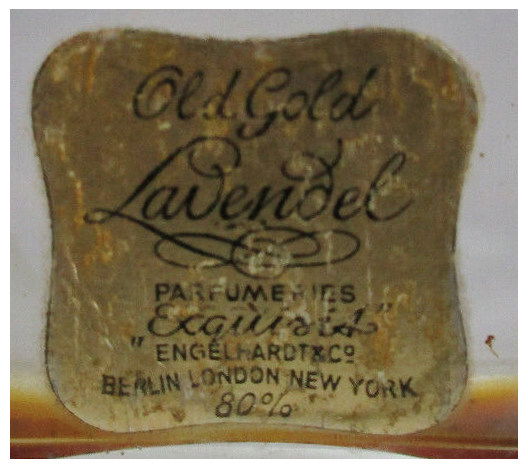 Old Gold
Lavendel
PARFUMERIES
"Exquisit"
ENGELHARDT & Co
BERLIN LONDON NEW YORK
80%